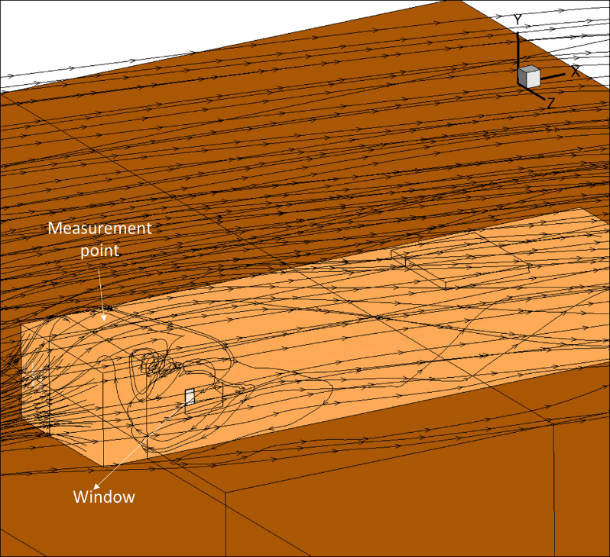 Y
X
Z
Measurement
point
Window